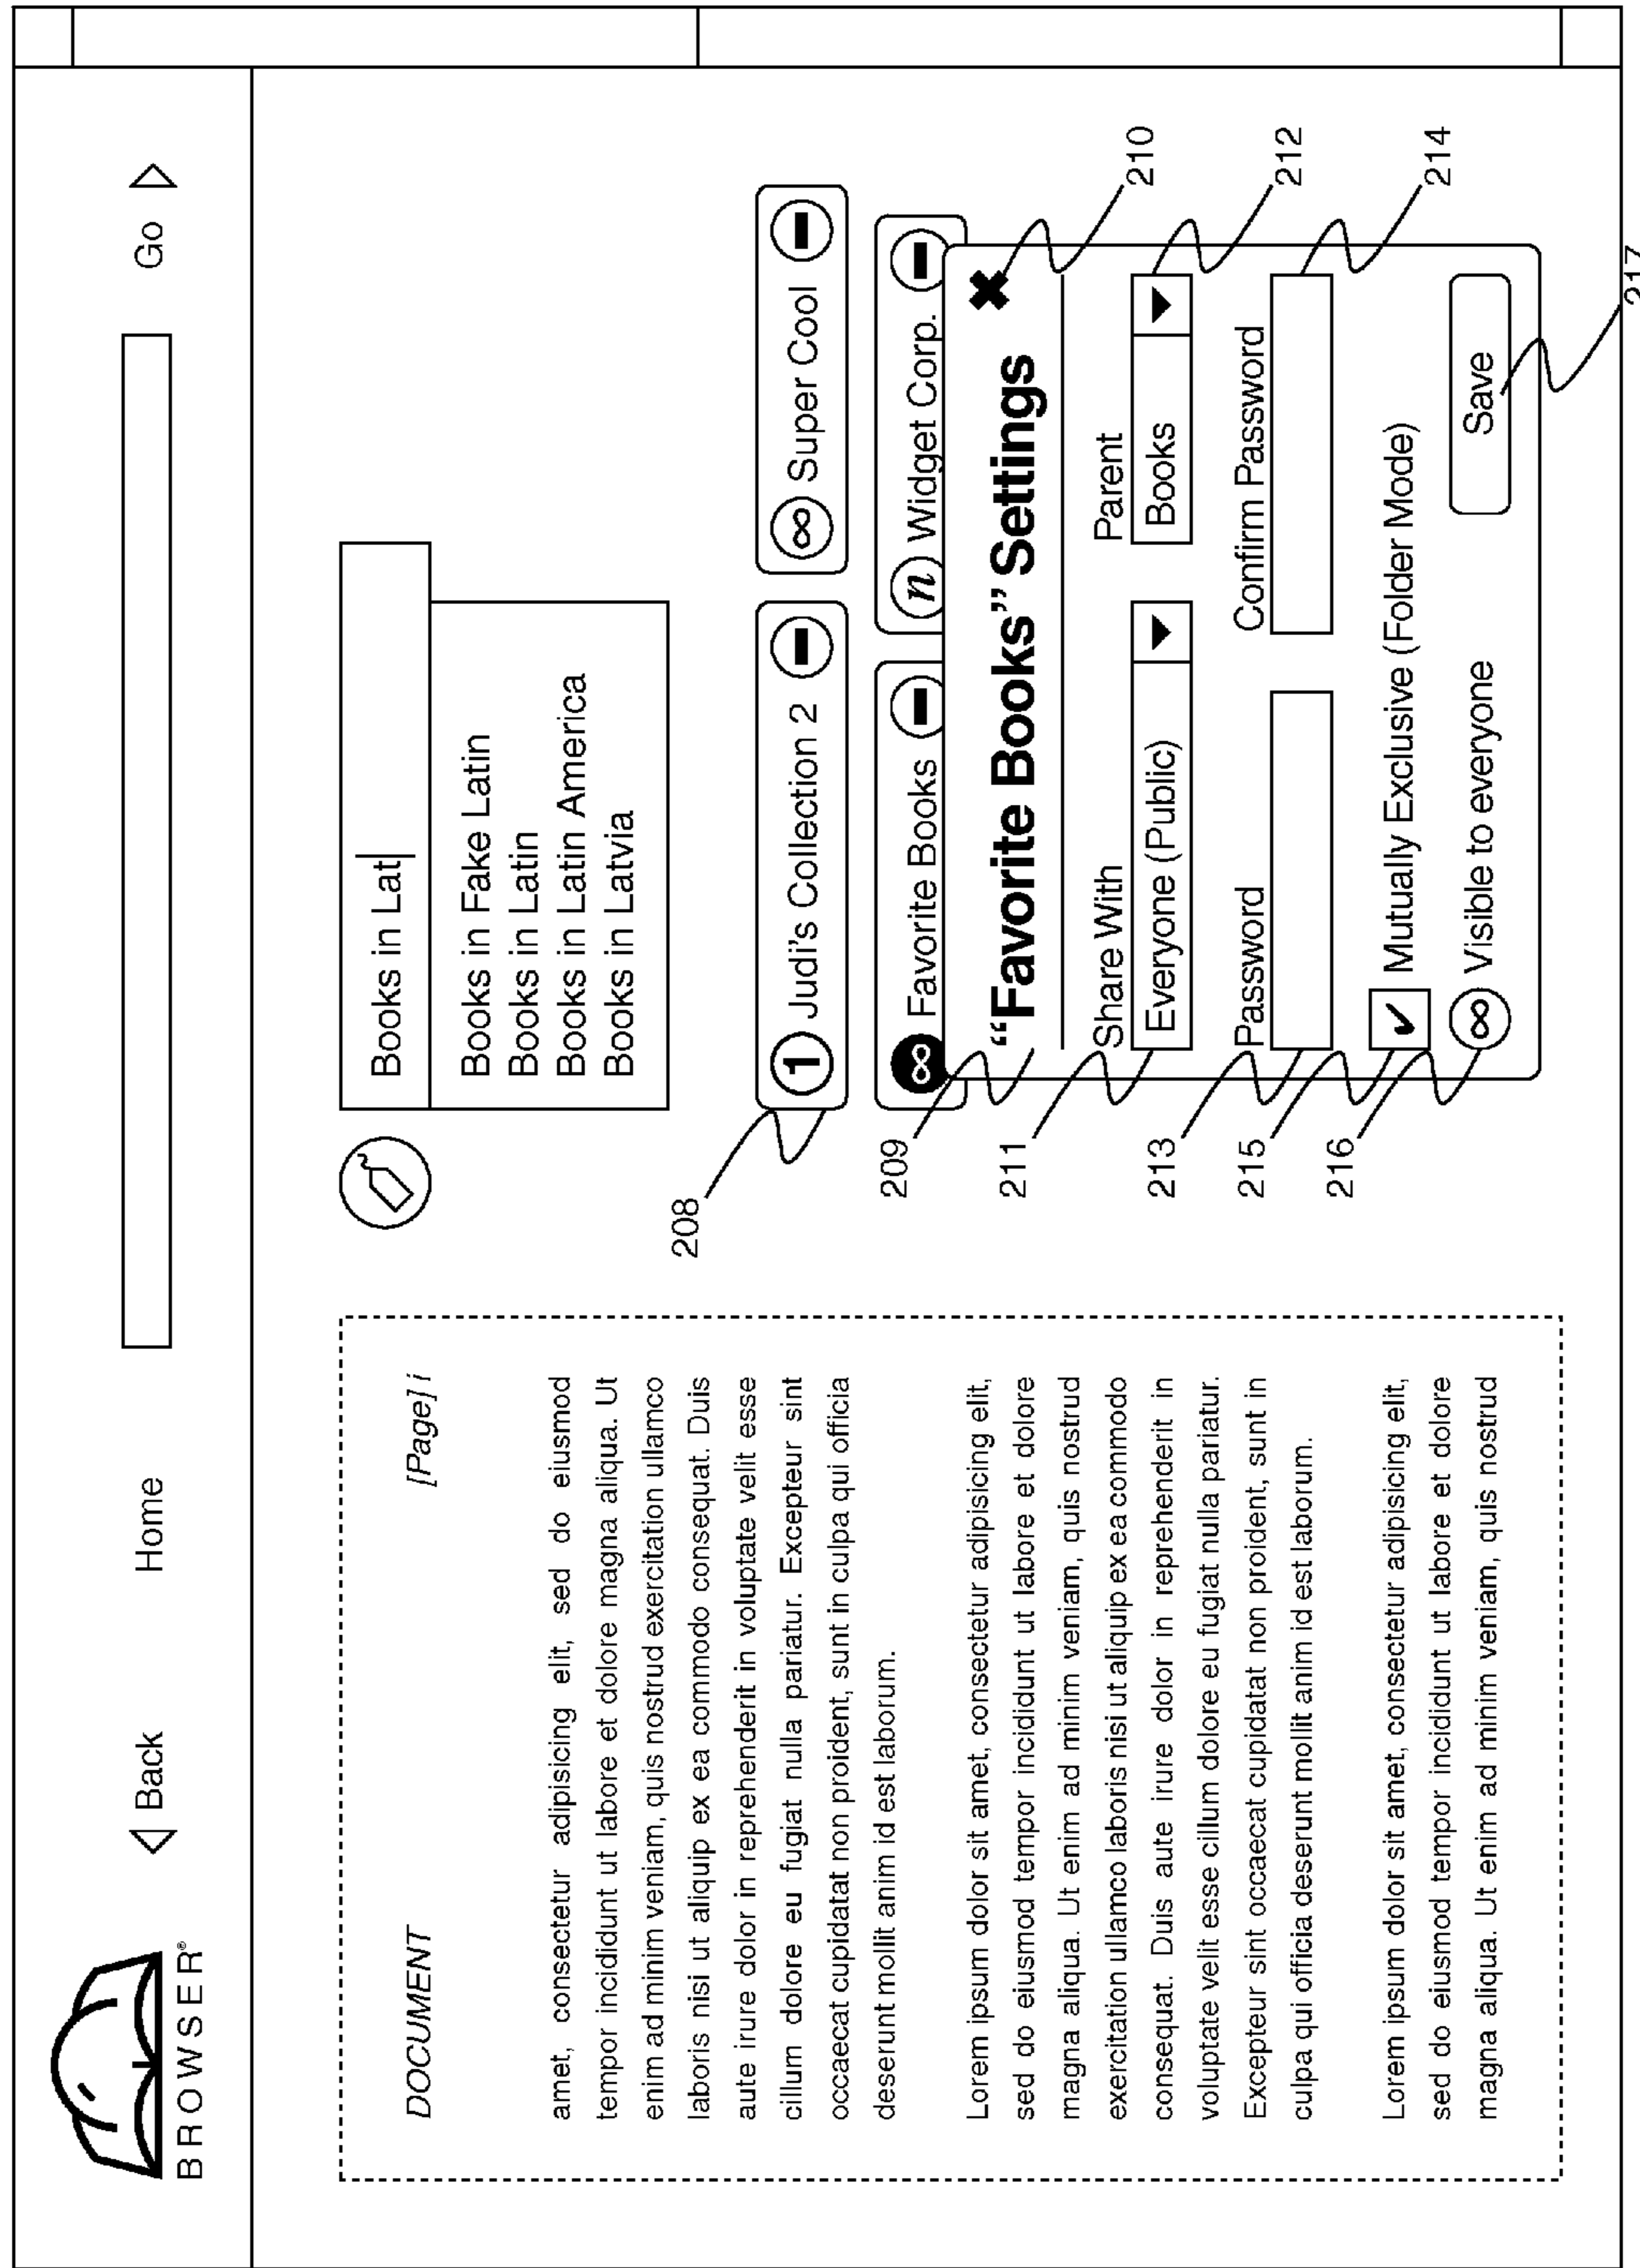 BROWSER®
Back
Home
Go
DOCUMENT
[Page] i
amet, consectetur adipisicing elit, sed do eiusmod
tempor incididunt ut labore et dolore magna aliqua. Ut
enim ad minim veniam, quis nostrud exercitation ullamco
laboris nisi ut aliquip ex ea commodo consequat. Duis
aute irure dolor in reprehenderit in voluptate velit esse
cillum dolore eu fugiat nulla pariatur. Excepteur sint
occaecat cupidatat non proident, sunt in culpa qui officia
deserunt mollit anim id est laborum.
Lorem ipsum dolor sit amet, consectetur adipisicing elit,
sed do eiusmod tempor incididunt ut labore et dolore
magna aliqua. Ut enim ad minim veniam, quis nostrud
exercitation ullamco laboris nisi ut aliquip ex ea commodo
consequat. Duis aute irure dolor in reprehenderit in
voluptate velit esse cillum dolore eu fugiat nulla pariatur.
Excepteur sint occaecat cupidatat non proident, sunt in
culpa qui officia deserunt mollit anim id est laborum.
Lorem ipsum dolor sit amet, consectetur adipisicing elit,
sed do eiusmod tempor incididunt ut labore et dolore
magna aliqua. Ut enim ad minim veniam, quis nostrud
Books in Lat
Books in Fake Latin
Books in Latin
Books in Latin America
Books in Latvia
208
1 Judi's Collection 2
∞ Super Cool
∞ Favorite Books
n Widget Corp.
209
“Favorite Books” Settings
210
211
Share With
Parent
Everyone (Public)
Books
212
213
Password
Confirm Password
214
215
Mutually Exclusive (Folder Mode)
216
∞ Visible to everyone
Save
217